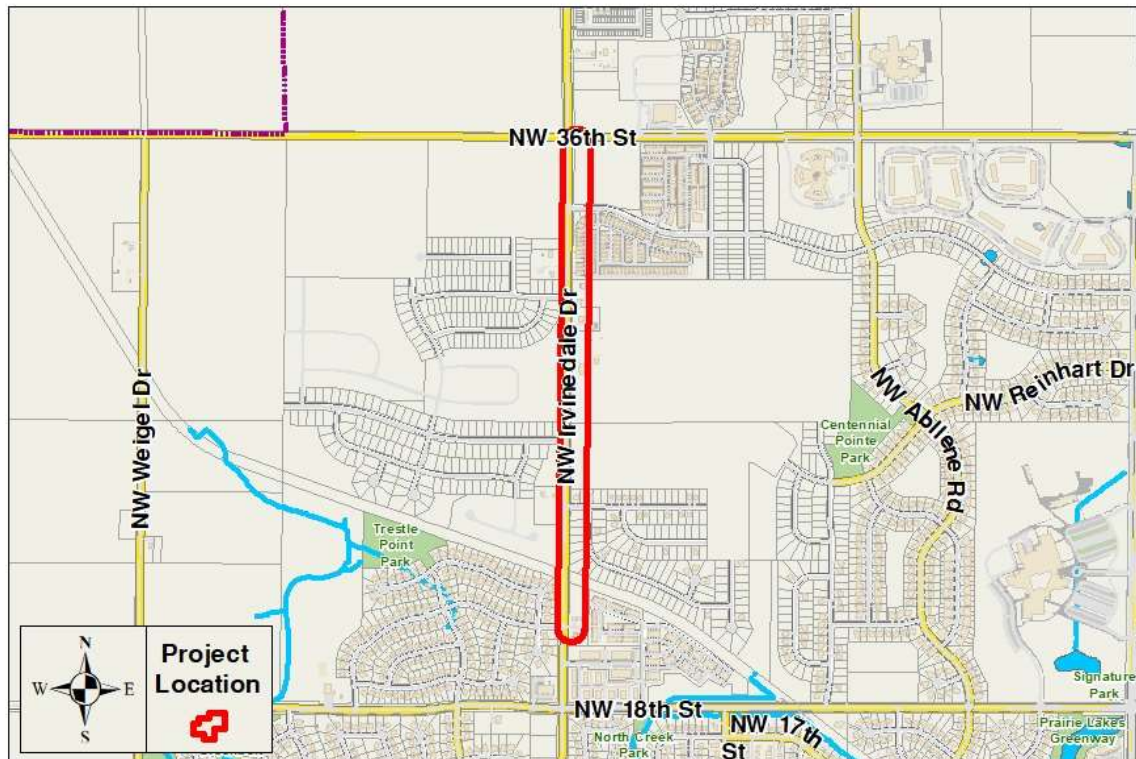 NW 36th St
NW Irvinedale Dr
NW Weigel Dr
NW Abilene Rd
NW Reinhart Dr
Centennial
Pointe
Park
Trestle
Point
Park
N
W
E
S
Project
Location
NW 18th St
NW 17th
St
North Creek
Park
Signature
Park
Prairie Lakes
Greenway